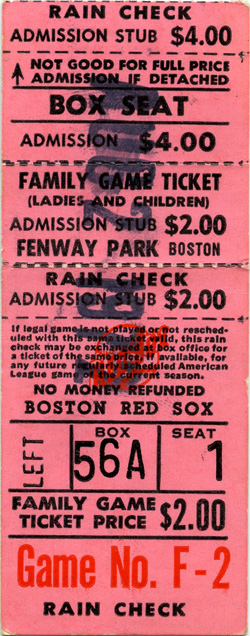 RAIN CHECK
ADMISSION STUB $4.00
NOT GOOD FOR FULL PRICE
ADMISSION IF DETACHED
BOX SEAT
ADMISSION $4.00
FAMILY GAME TICKET
(LADIES AND CHILDREN)
ADMISSION STUB $2.00
FENWAY PARK BOSTON
RAIN CHECK
ADMISSION STUB $2.00
If legal game is not played or not resched-
uled with this same ticket valid, this rain
check may be exchanged at box office for
a ticket of the same price, if available, for
any future regularly scheduled American
League game of the current season.
NO MONEY REFUNDED
BOSTON RED SOX
LEFT
BOX
56A
SEAT
1
FAMILY GAME
TICKET PRICE $2.00
Game No. F-2
RAIN CHECK